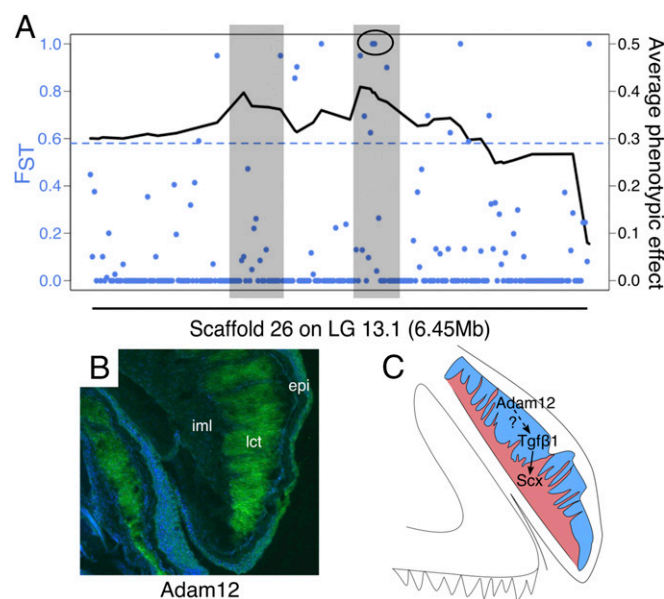 A
1.0
0.8
0.6
0.4
0.2
0.0
FST
0.5
0.4
0.3
0.2
0.1
0.0
Average phenotypic effect
Scaffold 26 on LG 13.1 (6.45Mb)
B
epi
iml
lct
Adam12
C
Adam12
?
Tgfβ1
Scx